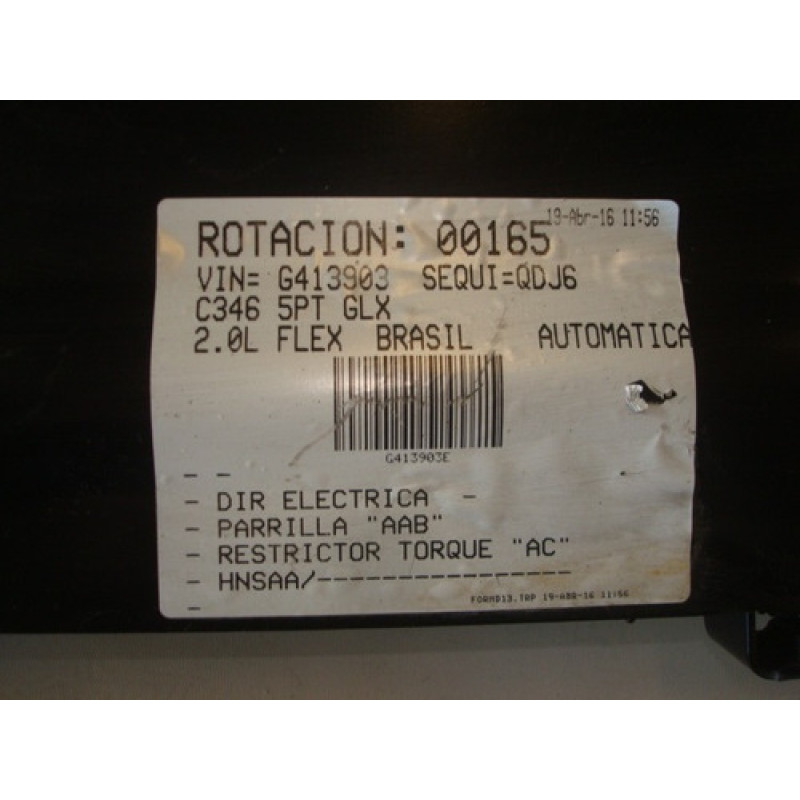 19-Abr-16 11:56
ROTACION: 00165
VIN= G413903 SEQUI=QDJ6
C346 5PT GLX
2.0L FLEX BRASIL AUTOMATICA
G413903E
- -
- DIR ELECTRICA -
- PARRILLA "AAB"
- RESTRICTOR TORQUE "AC"
- HNSAA/----------------
-
FORMD13.TRP 19-ABR-16 11:56